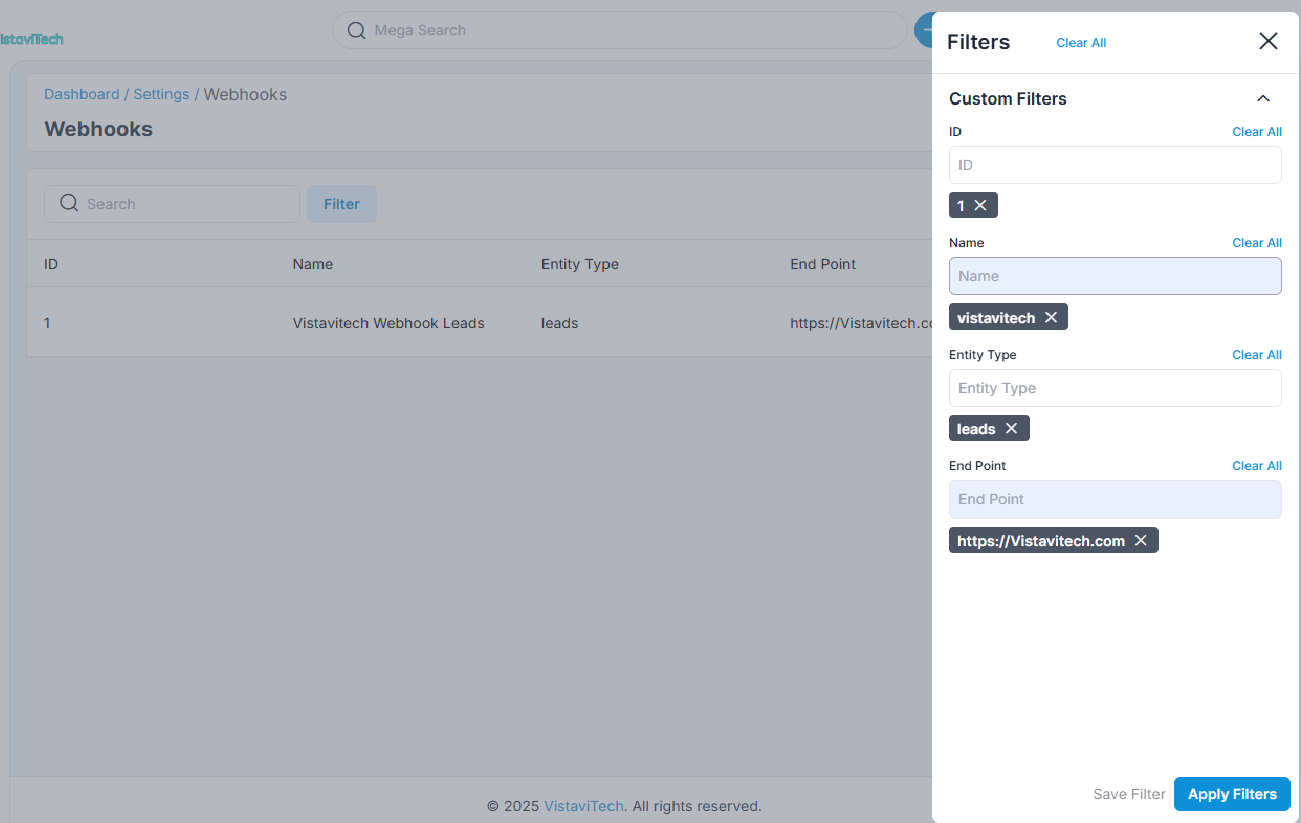 VistaviTech
Mega Search
Dashboard / Settings / Webhooks
Webhooks
Search
Filter
ID Name Entity Type End Point
1 Vistavitech Webhook Leads leads https://Vistavitech.co
© 2025 VistaviTech. All rights reserved.
Filters Clear All
Custom Filters
ID Clear All
ID
1
Name Clear All
Name
vistavitech
Entity Type Clear All
Entity Type
leads
End Point Clear All
End Point
https://Vistavitech.com
Save Filter Apply Filters